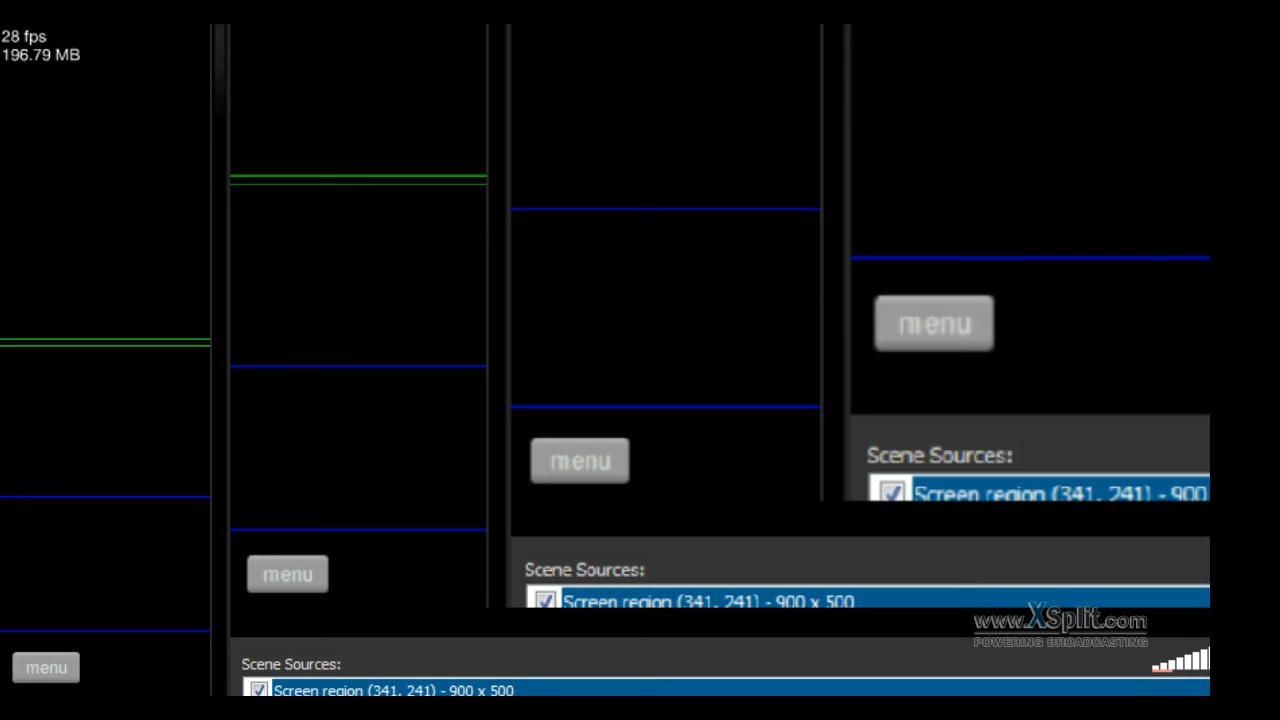 28 fps
196.79 MB
menu
Scene Sources:
Screen region (341, 241) - 900
menu
Scene Sources:
Screen region (341, 241) - 900 x 500
menu
www.XSplit.com
POWERING BROADCASTING
menu
Scene Sources:
Screen region (341, 241) - 900 x 500